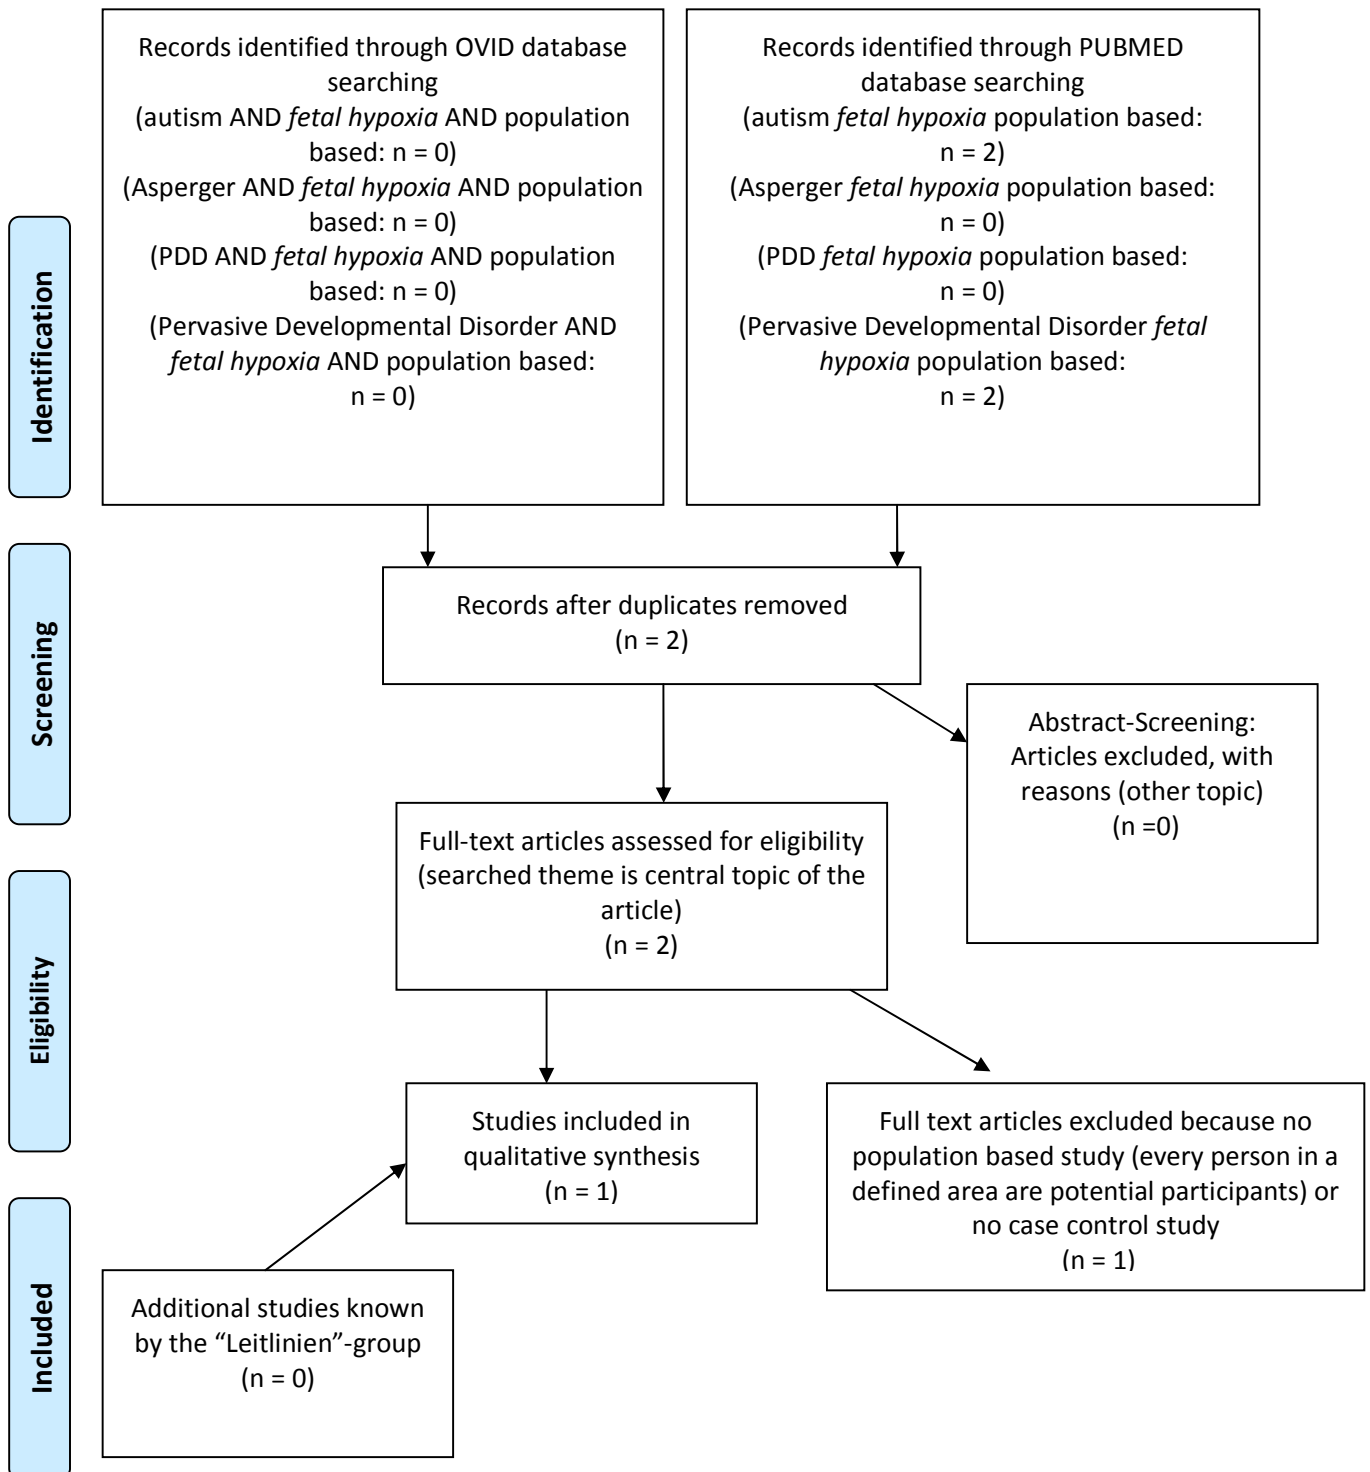 Records identified through OVID database
searching
(autism AND fetal hypoxia AND population
based: n = 0)
(Asperger AND fetal hypoxia AND population
based: n = 0)
(PDD AND fetal hypoxia AND population
based: n = 0)
(Pervasive Developmental Disorder AND
fetal hypoxia AND population based:
n = 0)
Records identified through PUBMED
database searching
(autism fetal hypoxia population based:
n = 2)
(Asperger fetal hypoxia population based:
n = 0)
(PDD fetal hypoxia population based:
n = 0)
(Pervasive Developmental Disorder fetal
hypoxia population based:
n = 2)
Identification
Records after duplicates removed
(n = 2)
Screening
Abstract-Screening:
Articles excluded, with
reasons (other topic)
(n =0)
Full-text articles assessed for eligibility
(searched theme is central topic of the
article)
(n = 2)
Eligibility
Studies included in
qualitative synthesis
(n = 1)
Full text articles excluded because no
population based study (every person in a
defined area are potential participants) or
no case control study
(n = 1)
Included
Additional studies known
by the “Leitlinien”-group
(n = 0)